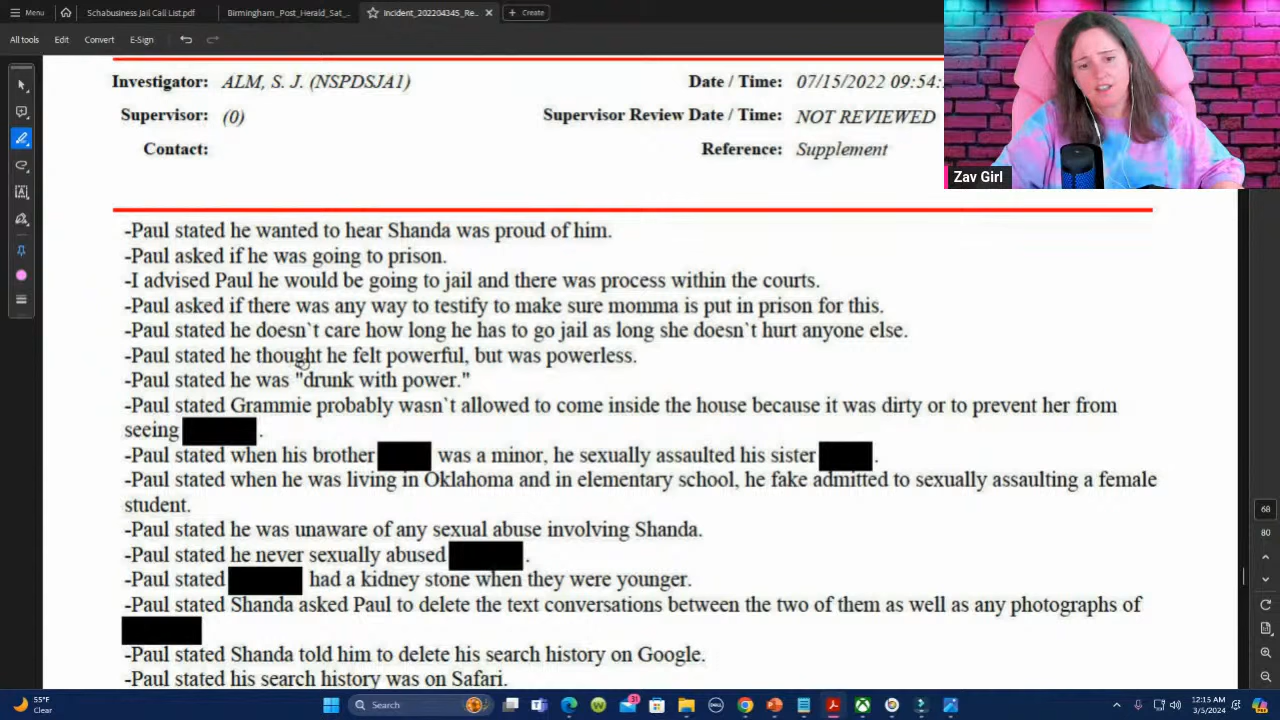 Menu
Schabusiness Jail Call List.pdf
Birmingham_Post_Herald_Sat_...
Incident_202204345_Re...
Create
All tools Edit Convert E-Sign
Zav Girl
Investigator: ALM, S. J. (NSPDSJA1) Date / Time: 07/15/2022 09:54:
Supervisor: (0) Supervisor Review Date / Time: NOT REVIEWED
Contact: Reference: Supplement
-Paul stated he wanted to hear Shanda was proud of him.
-Paul asked if he was going to prison.
-I advised Paul he would be going to jail and there was process within the courts.
-Paul asked if there was any way to testify to make sure momma is put in prison for this.
-Paul stated he doesn`t care how long he has to go jail as long she doesn`t hurt anyone else.
-Paul stated he thought he felt powerful, but was powerless.
-Paul stated he was "drunk with power."
-Paul stated Grammie probably wasn`t allowed to come inside the house because it was dirty or to prevent her from
seeing .
-Paul stated when his brother was a minor, he sexually assaulted his sister .
-Paul stated when he was living in Oklahoma and in elementary school, he fake admitted to sexually assaulting a female
student.
-Paul stated he was unaware of any sexual abuse involving Shanda.
-Paul stated he never sexually abused .
-Paul stated had a kidney stone when they were younger.
-Paul stated Shanda asked Paul to delete the text conversations between the two of them as well as any photographs of
-Paul stated Shanda told him to delete his search history on Google.
-Paul stated his search history was on Safari.
68
80
55°F
Clear
Search
31
12:15 AM
3/5/2024